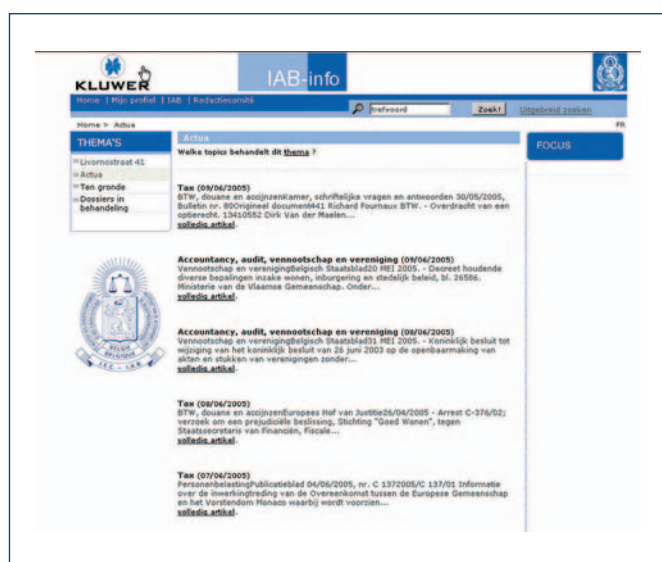 KLUWER
IAB-info
Home | Mijn profiel | IAB | Redactiecomité
trefwoord
Zoek!
Uitgebreid zoeken
Home > Actua
FR
THEMA'S
Livornostraat 41
Actua
Ten gronde
Dossiers in
behandeling
BELGIE
BELGIQUE
I.E.C. - I.A.B.
Actua
Welke topics behandelt dit thema ?
Tax (09/06/2005)
BTW, douane en accijnzenKamer, schriftelijke vragen en antwoorden 30/05/2005,
Bulletin nr. 80Origineel document441 Richard Fournaux BTW. - Overdracht van een
optierecht. 13410552 Dirk Van der Maelen...
volledig artikel.
Accountancy, audit, vennootschap en vereniging (09/06/2005)
Vennootschap en verenigingBelgisch Staatsblad20 MEI 2005. - Decreet houdende
diverse bepalingen inzake wonen, inburgering en stedelijk beleid, bl. 26586.
Ministerie van de Vlaamse Gemeenschap. Onder...
volledig artikel.
Accountancy, audit, vennootschap en vereniging (08/06/2005)
Vennootschap en verenigingBelgisch Staatsblad31 MEI 2005. - Koninklijk besluit tot
wijziging van het koninklijk besluit van 26 juni 2003 op de openbaarmaking van
akten en stukken van verenigingen zonder...
volledig artikel.
Tax (08/06/2005)
BTW, douane en accijnzenEuropees Hof van Justitie26/04/2005 - Arrest C-376/02;
verzoek om een prejudiciële beslissing, Stichting "Goed Wonen", tegen
Staatssecretaris van Financiën, Fiscale...
volledig artikel.
Tax (07/06/2005)
PersonenbelastingPublicatieblad 04/06/2005, nr. C 1372005/C 137/01 Informatie
over de inwerkingtreding van de Overeenkomst tussen de Europese Gemeenschap
en het Vorstendom Monaco waarbij wordt voorzien...
volledig artikel.
FOCUS